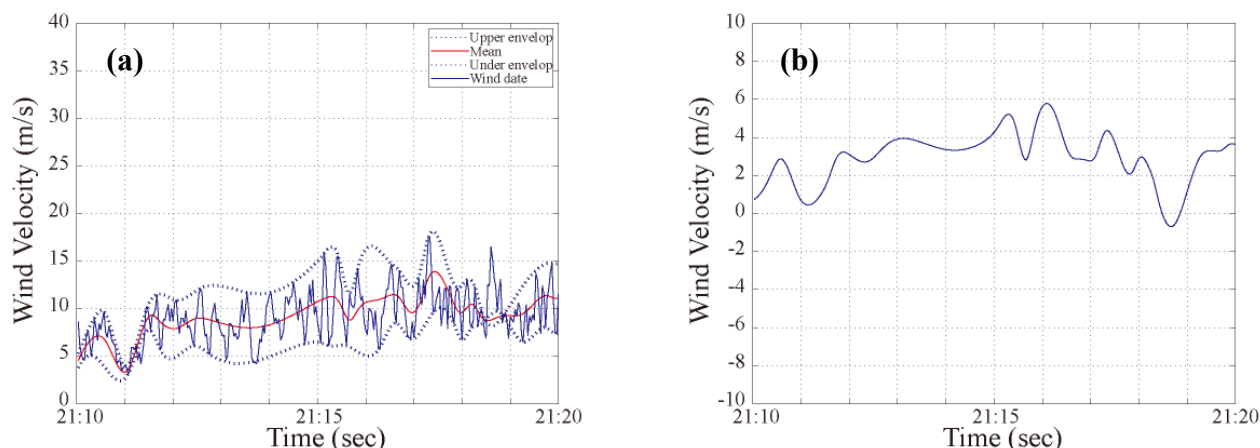 (a)
Upper envelop
Mean
Under envelop
Wind date
40
35
30
25
20
15
10
5
0
Wind Velocity (m/s)
21:10
21:15
21:20
Time (sec)
(b)
10
8
6
4
2
0
-2
-4
-6
-8
-10
Wind Velocity (m/s)
21:10
21:15
21:20
Time (sec)